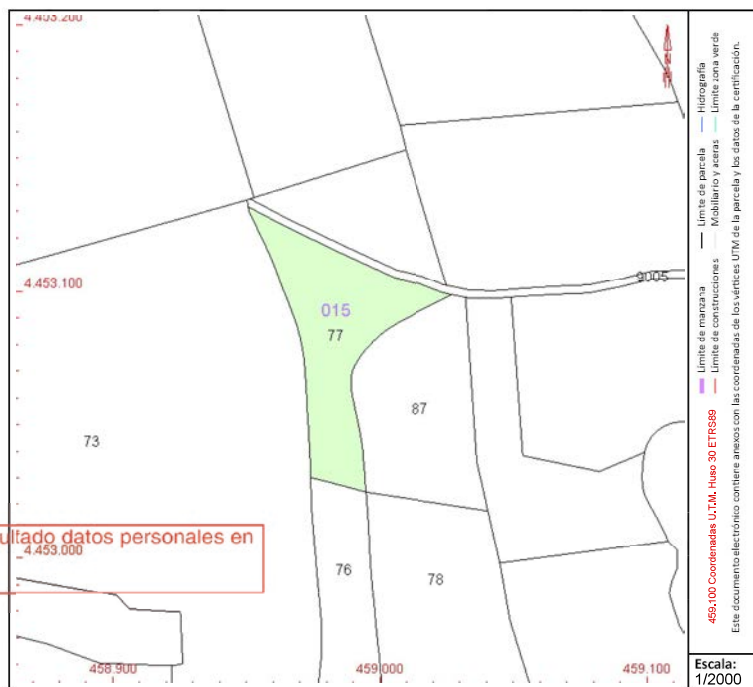 4.453.200
4.453.100
015
77
9015
87
73
ultado datos personales en
4.453.000
76
78
458.900
459.000
459.100
Límite de manzana
Límite de parcela
Hidrografía
Límite de construcciones
Mobiliario y aceras
Límite zona verde
459.100 Coordenadas U.T.M. Huso 30 ETRS89
Este documento electrónico contiene anexos con las coordenadas de los vértices UTM de la parcela y los datos de la certificación.
Escala:
1/2000